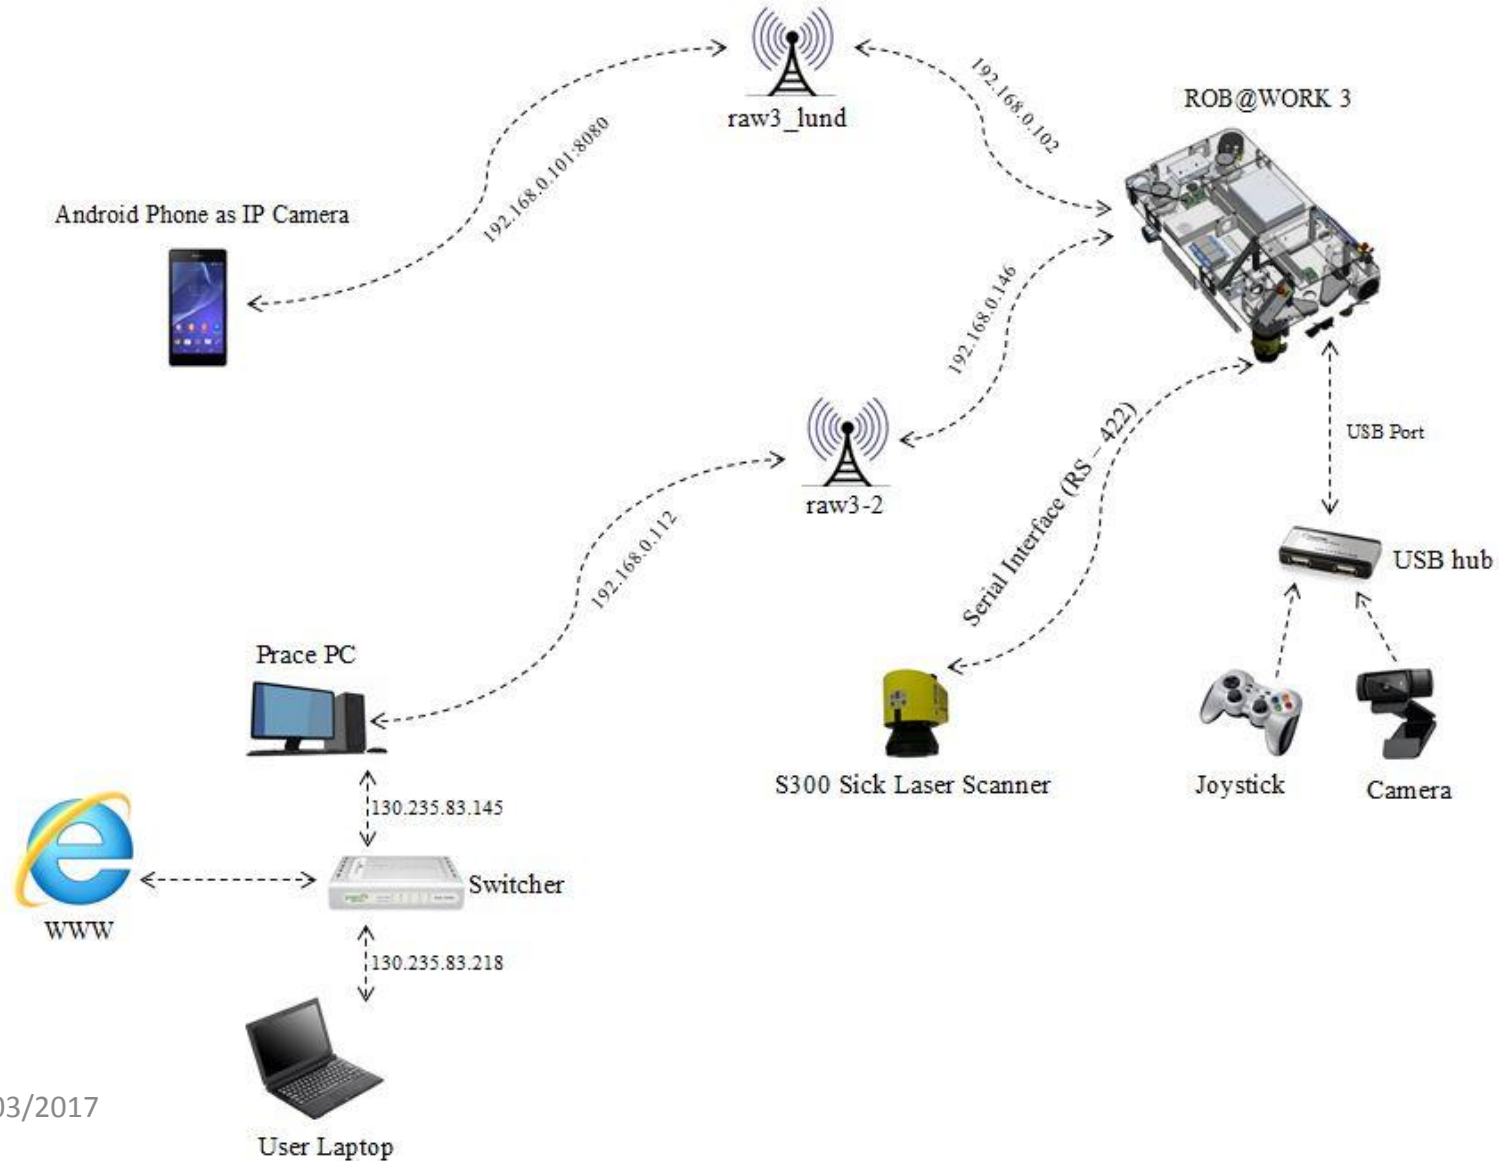 raw3_lund
192.168.0.102
ROB@WORK 3
192.168.0.101:8080
Android Phone as IP Camera
192.168.0.146
USB Port
Serial Interface (RS – 422)
raw3-2
192.168.0.112
USB hub
Prace PC
S300 Sick Laser Scanner
Joystick
Camera
130.235.83.145
Switcher
WWW
130.235.83.218
03/2017
User Laptop